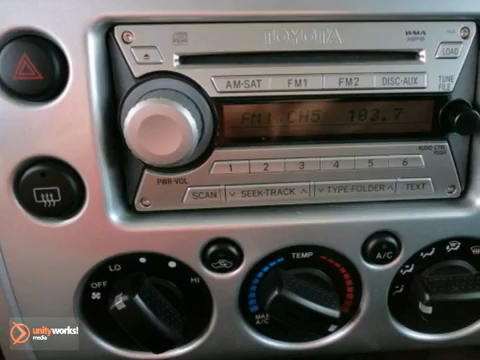 TOYOTA
WMA
MP3
LOAD
AM·SAT FM1 FM2 DISC·AUX
TUNE
FILE
FM1 CH5 103.7
AUDIO CTRL
PUSH
1 2 3 4 5 6
PWR·VOL
SCAN SEEK·TRACK TYPE·FOLDER TEXT
LO
OFF HI
TEMP
A/C
MAX
A/C
unityworks!